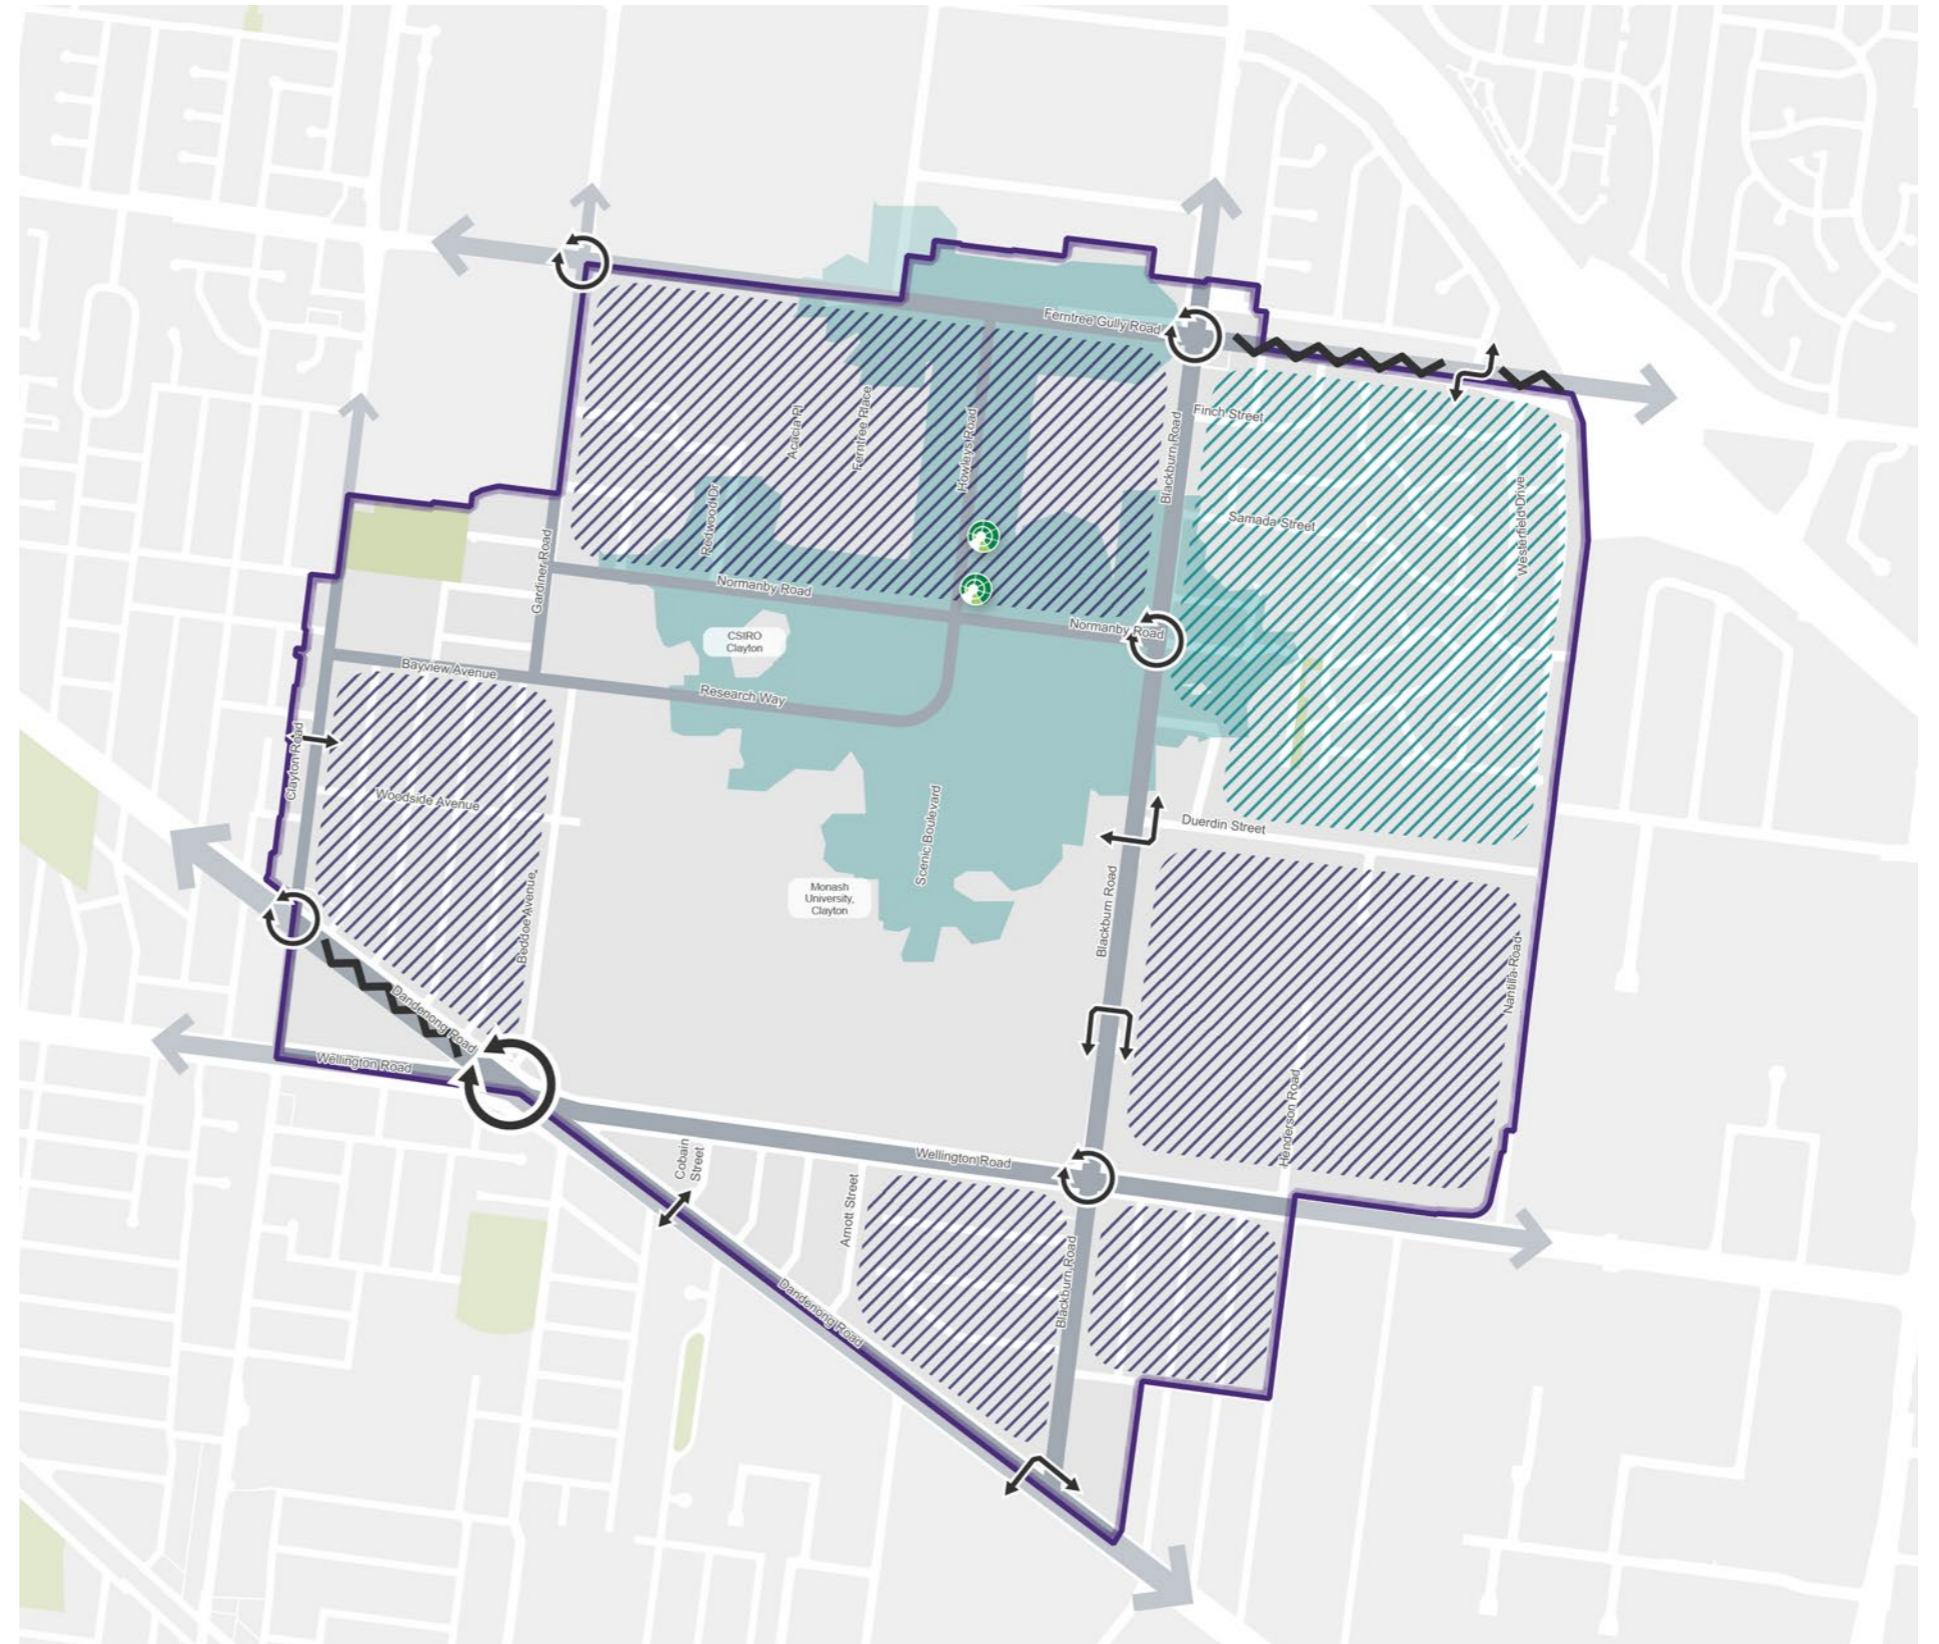 Ferntree Gully Road
Finch Street
Blackburn Road
Acacia Pl
Ferntree Place
Howleys Road
Redwood Dr
Westerfield Drive
Samada Street
Gardiner Road
Normanby Road
Normanby Road
CSIRO
Clayton
Bayview Avenue
Research Way
Clayton Road
Woodside Avenue
Scenic Boulevard
Duerdin Street
Monash
University,
Clayton
Beddoe Avenue
Blackburn Road
Nantilla Road
Dandenong Road
Wellington Road
Henderson Road
Cobain
Street
Wellington Road
Arnott Street
Blackburn Road
Dandenong Road